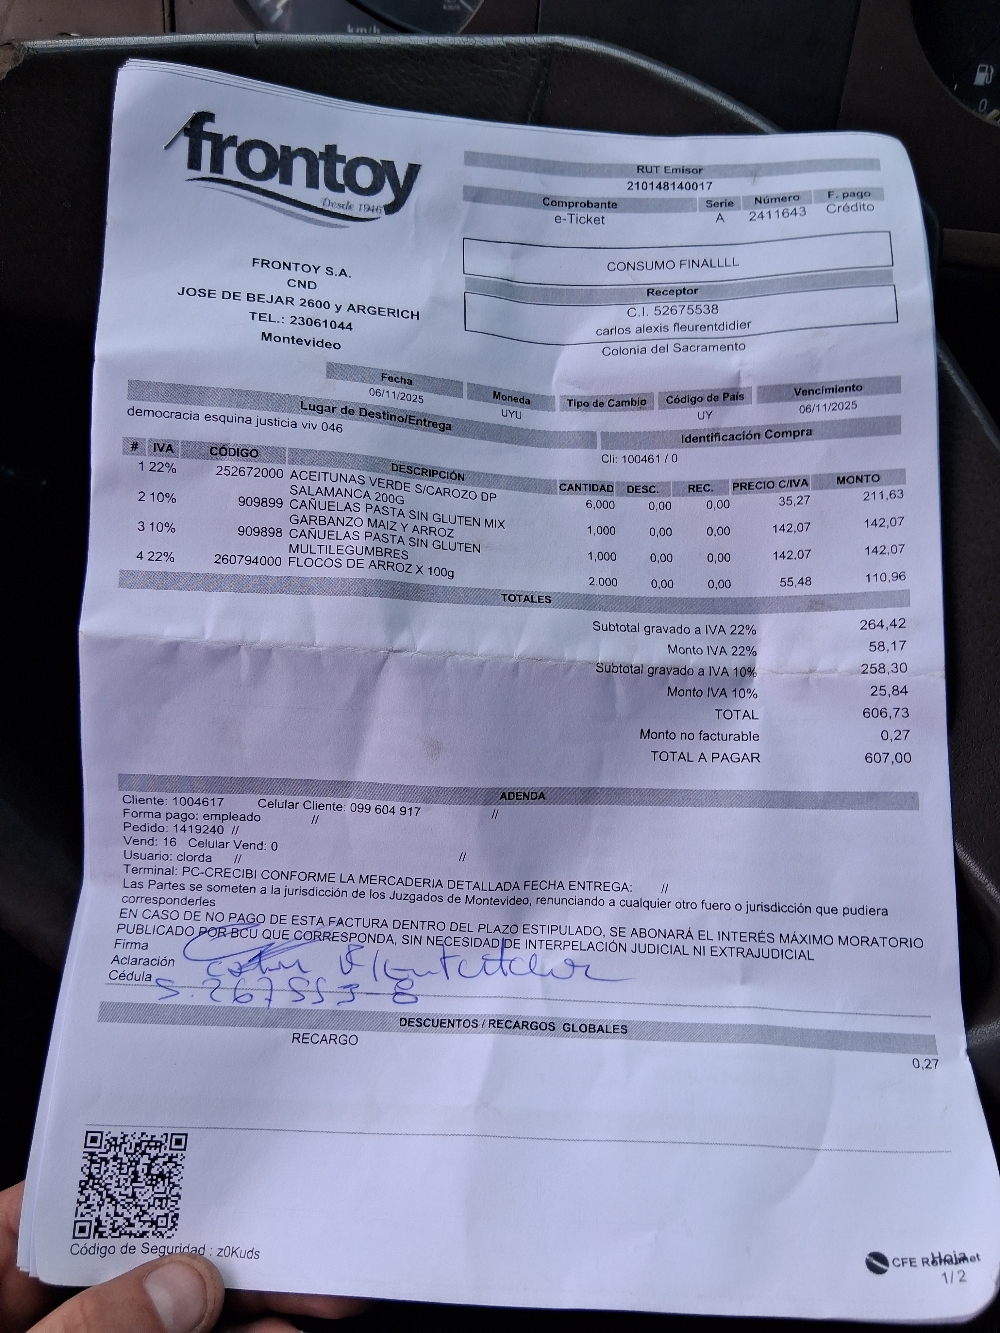 km/h
frontoy
Desde 1946
FRONTOY S.A.
CND
JOSE DE BEJAR 2600 y ARGERICH
TEL.: 23061044
Montevideo
RUT Emisor
210148140017
Comprobante Serie Número F. pago
e-Ticket A 2411643 Crédito
CONSUMO FINALLLL
Receptor
C.I. 52675538
carlos alexis fleurentdidier
Colonia del Sacramento
Fecha Moneda Tipo de Cambio Código de País Vencimiento
06/11/2025 UYU UY 06/11/2025
Lugar de Destino/Entrega Identificación Compra
democracia esquina justicia viv 046 Cli: 100461 / 0
# IVA CÓDIGO DESCRIPCIÓN CANTIDAD DESC. REC. PRECIO C/IVA MONTO
1 22% 252672000 ACEITUNAS VERDE S/CAROZO DP 6,000 0,00 0,00 35,27 211,63
SALAMANCA 200G
2 10% 909899 CAÑUELAS PASTA SIN GLUTEN MIX 1,000 0,00 0,00 142,07 142,07
GARBANZO MAIZ Y ARROZ
3 10% 909898 CAÑUELAS PASTA SIN GLUTEN 1,000 0,00 0,00 142,07 142,07
MULTILEGUMBRES
4 22% 260794000 FLOCOS DE ARROZ X 100g 2,000 0,00 0,00 55,48 110,96
TOTALES
Subtotal gravado a IVA 22% 264,42
Monto IVA 22% 58,17
Subtotal gravado a IVA 10% 258,30
Monto IVA 10% 25,84
TOTAL 606,73
Monto no facturable 0,27
TOTAL A PAGAR 607,00
ADENDA
Cliente: 1004617 Celular Cliente: 099 604 917 //
Forma pago: empleado //
Pedido: 1419240 //
Vend: 16 Celular Vend: 0 //
Usuario: clorda //
Terminal: PC-CRECIBI CONFORME LA MERCADERIA DETALLADA FECHA ENTREGA: //
Las Partes se someten a la jurisdicción de los Juzgados de Montevideo, renunciando a cualquier otro fuero o jurisdicción que pudiera
corresponderles
EN CASO DE NO PAGO DE ESTA FACTURA DENTRO DEL PLAZO ESTIPULADO, SE ABONARÁ EL INTERÉS MÁXIMO MORATORIO
PUBLICADO POR BCU QUE CORRESPONDA, SIN NECESIDAD DE INTERPELACIÓN JUDICIAL NI EXTRAJUDICIAL
Firma
Aclaración
Cédula 5.267553-8
DESCUENTOS / RECARGOS GLOBALES
RECARGO 0,27
Código de Seguridad : z0Kuds
CFE
Hoja
1/2
0